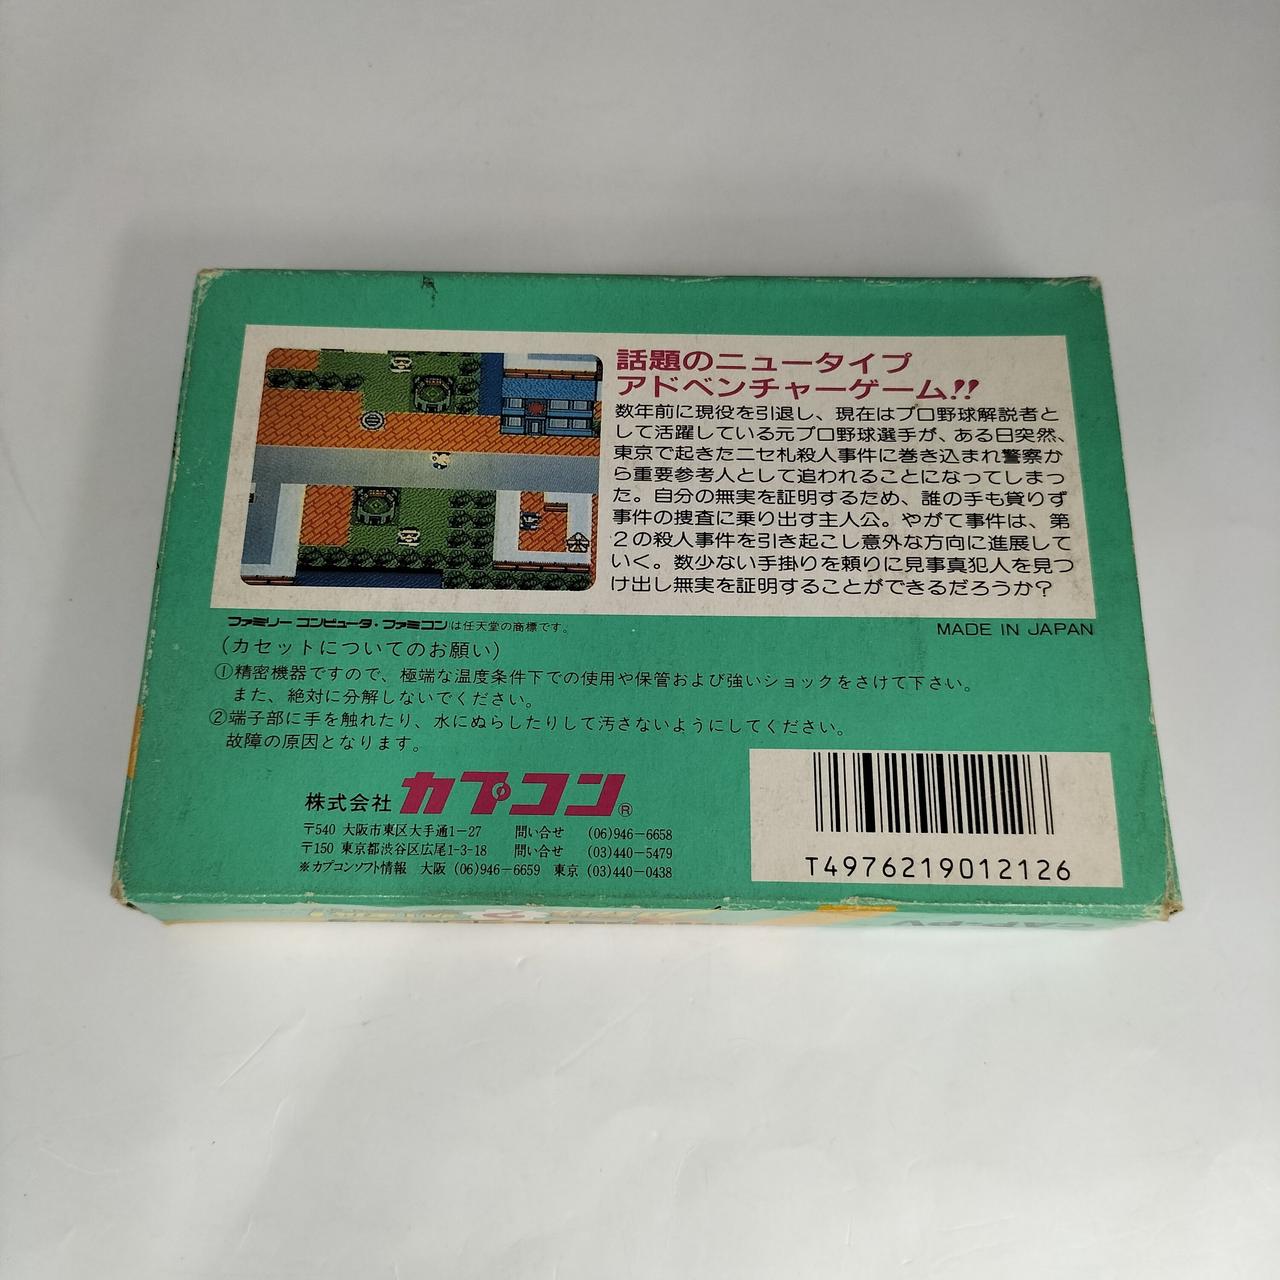 話題のニュータイプ
アドベンチャーゲーム!!
数年前に現役を引退し、現在はプロ野球解説者と
して活躍している元プロ野球選手が、ある日突然、
東京で起きたニセ札殺人事件に巻き込まれ警察か
ら重要参考人として追われることになってしまっ
た。自分の無実を証明するため、誰の手も貸りず
事件の捜査に乗り出す主人公。やがて事件は、第
2の殺人事件を引き起こし意外な方向に進展して
いく。数少ない手掛りを頼りに見事真犯人を見つ
け出し無実を証明することができるだろうか?
ファミリーコンピュータ・ファミコンは任天堂の商標です。
MADE IN JAPAN
(カセットについてのお願い)
①精密機器ですので、極端な温度条件下での使用や保管および強いショックをさけて下さい。
また、絶対に分解しないでください。
②端子部に手を触れたり、水にぬらしたりして汚さないようにしてください。
故障の原因となります。
株式会社 カプコン®
〒540 大阪市東区大手通1-27 問い合せ (06)946-6658
〒150 東京都渋谷区広尾1-3-18 問い合せ (03)440-5479
※カプコンソフト情報 大阪 (06)946-6659 東京 (03)440-0438
T4976219012126